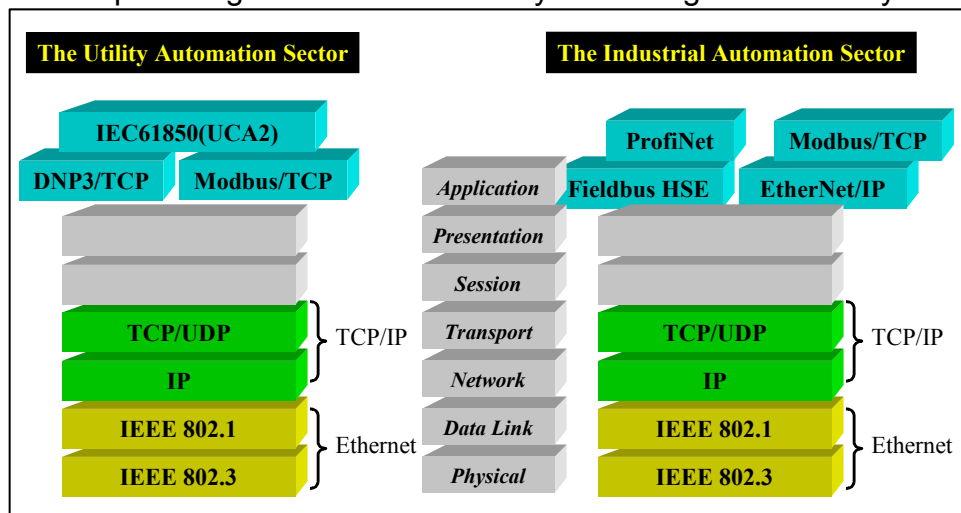 The Utility Automation Sector
IEC61850(UCA2)
DNP3/TCP
Modbus/TCP
TCP/UDP
IP
TCP/IP
IEEE 802.1
IEEE 802.3
Ethernet
Application
Presentation
Session
Transport
Network
Data Link
Physical
The Industrial Automation Sector
ProfiNet
Modbus/TCP
Fieldbus HSE
EtherNet/IP
TCP/UDP
IP
TCP/IP
IEEE 802.1
IEEE 802.3
Ethernet